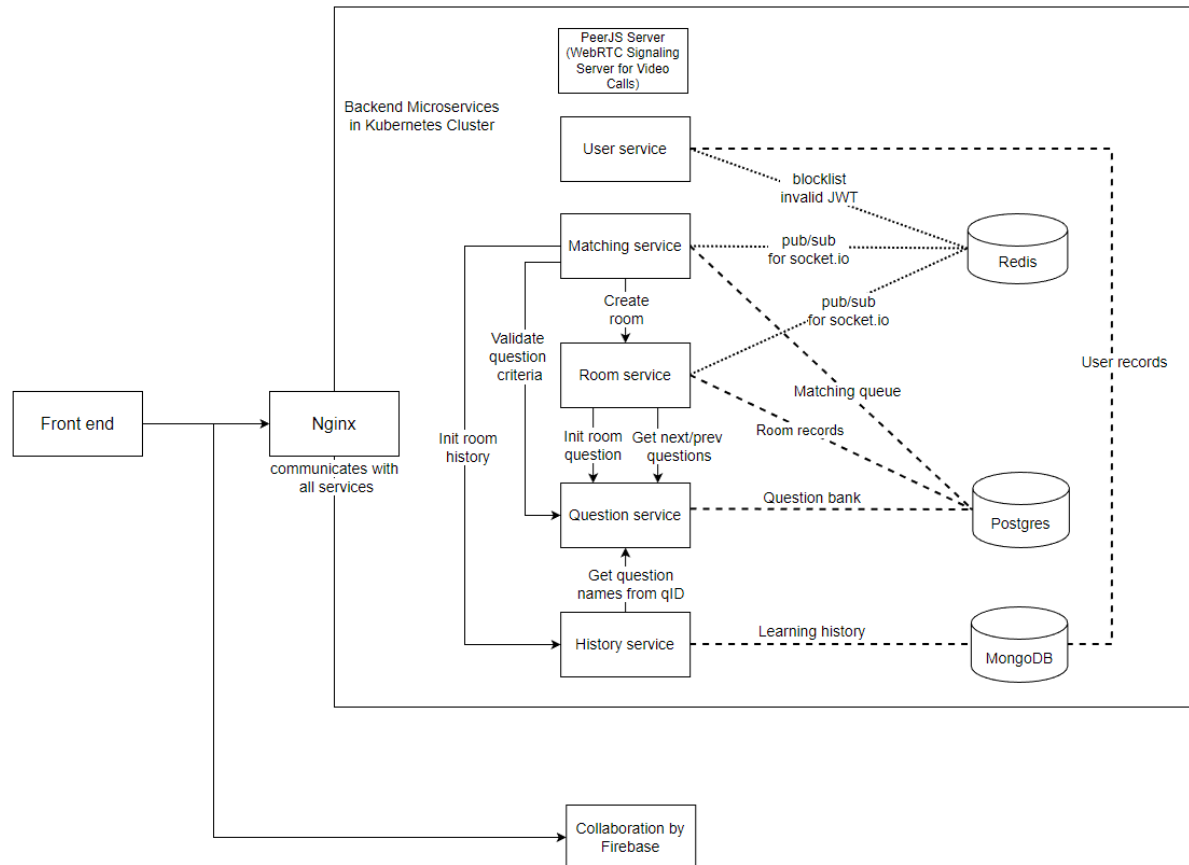 PeerJS Server
(WebRTC Signaling
Server for Video
Calls)
Backend Microservices
in Kubernetes Cluster
User service
blocklist
invalid JWT
Matching service
pub/sub
for socket.io
Redis
Create
room
pub/sub
for socket.io
Validate
question
criteria
User records
Room service
Matching queue
Front end
Nginx
Init room
history
Init room
question
Get next/prev
questions
Room records
communicates with
all services
Question service
Question bank
Postgres
Get question
names from qID
History service
Learning history
MongoDB
Collaboration by
Firebase